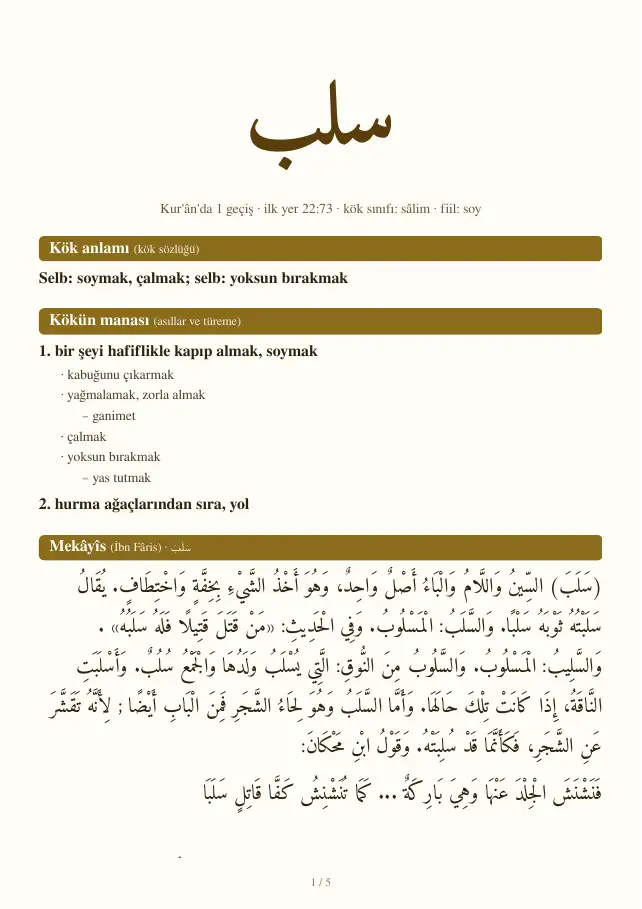 سلب
Kur'ân'da 1 geçiş · ilk yer 22:73 · kök sınıfı: sâlim · fiil: soy
Kök anlamı (kök sözlüğü)
Selb: soymak, çalmak; selb: yoksun bırakmak
Kökün manası (asıllar ve türeme)
1. bir şeyi hafiflikle kapıp almak, soymak
· kabuğunu çıkarmak
· yağmalamak, zorla almak
– ganimet
· çalmak
· yoksun bırakmak
– yas tutmak
2. hurma ağaçlarından sıra, yol
Mekâyîs (İbn Fâris) · سَلَبَ
(سَلَبَ) السِّينُ وَاللَّامُ وَالْبَاءُ أَصْلٌ وَاحِدٌ، وَهُوَ أَخْذُ الشَّيْءِ بِخِفَّةٍ وَاخْتِطَافٍ. يُقَالُ
سَلَبْتُهُ ثَوْبَهُ سَلْبًا. وَالسَّلَبُ: الْمَسْلُوبُ. وَفِي الْحَدِيثِ: «مَنْ قَتَلَ قَتِيلًا فَلَهُ سَلَبُهُ» .
وَالسَّلِيبُ: الْمَسْلُوبُ. وَالسَّلُوبُ مِنَ النُّوقِ: الَّتِي يُسْلَبُ وَلَدُهَا وَالْجَمْعُ سُلُبٌ. وَأَسْلَبَتِ
النَّاقَةُ، إِذَا كَانَتْ تِلْكَ حَالَهَا. وَأَمَّا السَّلَبُ وَهُوَ لِحَاءُ الشَّجَرِ فَمِنَ الْبَابِ أَيْضًا ; لِأَنَّهُ تَقَشَّرَ
عَنِ الشَّجَرِ، فَكَأَنَّمَا قَدْ سُلِبَتْهُ. وَقَوْلُ ابْنِ مَحْكَانَ:
فَنَشْنَشَ الْجِلْدَ عَنْهَا وَهِيَ بَارِكَةٌ ... كَمَا تُنَشْنِشُ كَفَّا قَاتِلٍ سَلَبَا
1 / 5